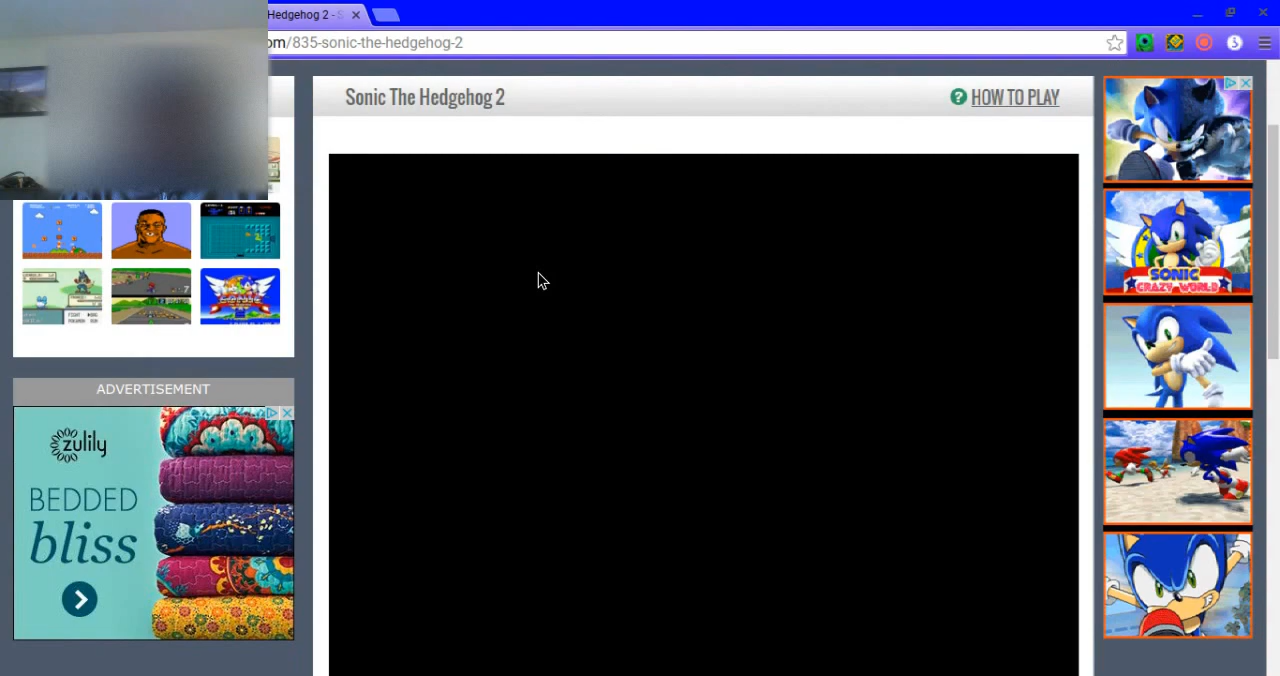 Hedgehog 2 - S
om/835-sonic-the-hedgehog-2
Sonic The Hedgehog 2
? HOW TO PLAY
ADVERTISEMENT
zulily
BEDDED
bliss
SONIC
CRAZY WORLD
SONIC